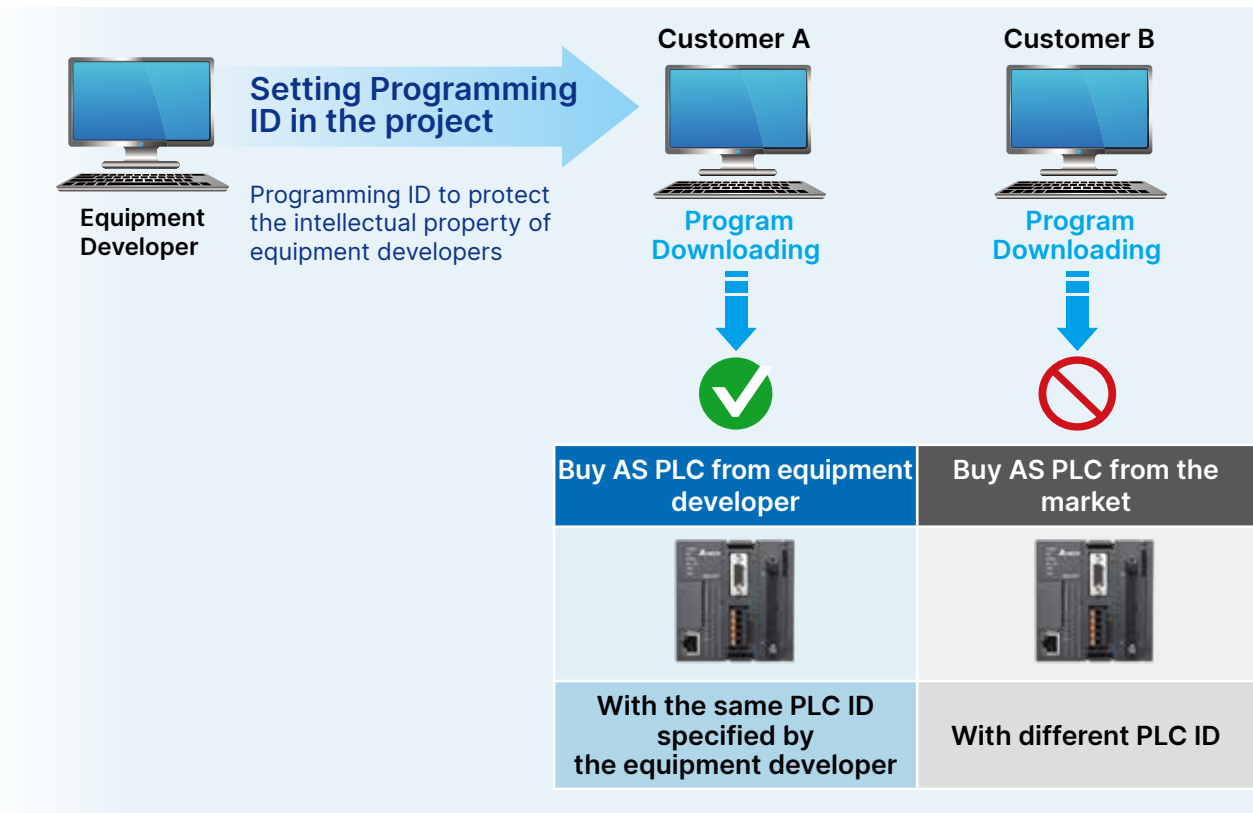 Customer A
Customer B
Setting Programming
ID in the project
Programming ID to protect
the intellectual property of
equipment developers
Equipment
Developer
Program
Downloading
Program
Downloading
Buy AS PLC from equipment
developer
Buy AS PLC from the
market
With the same PLC ID
specified by
the equipment developer
With different PLC ID